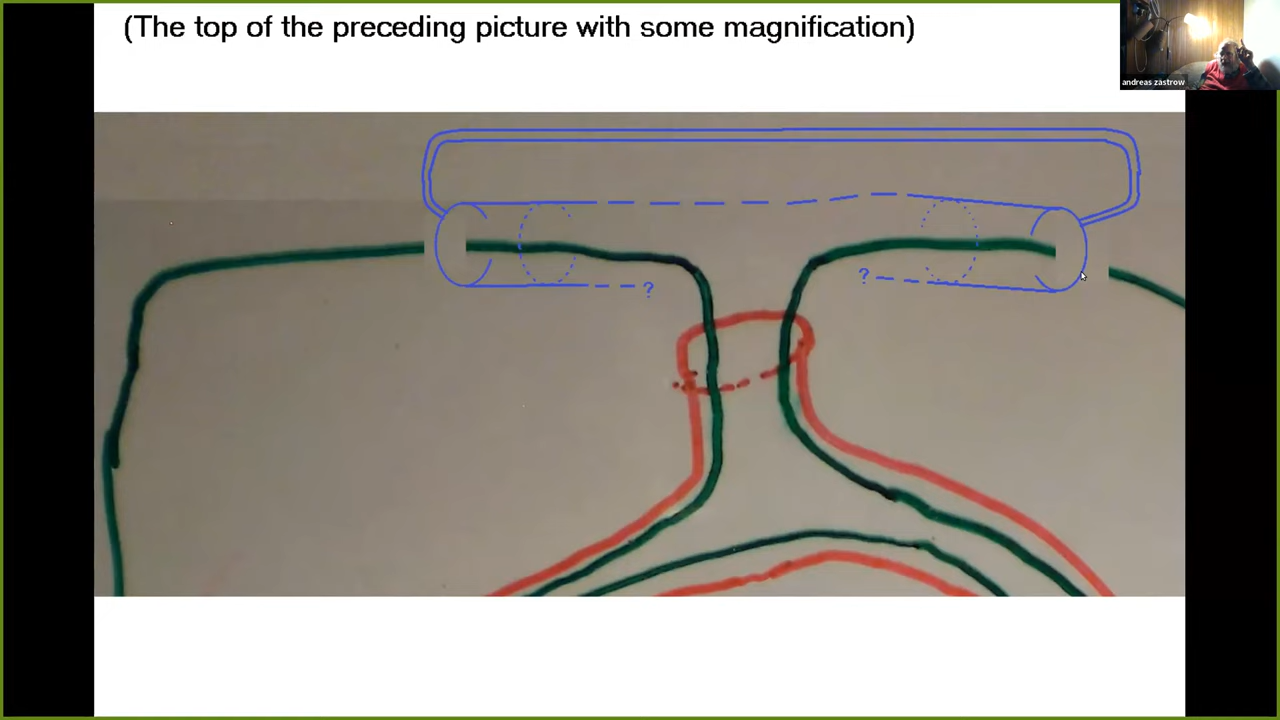 (The top of the preceding picture with some magnification)
andreas zastrow
?
?